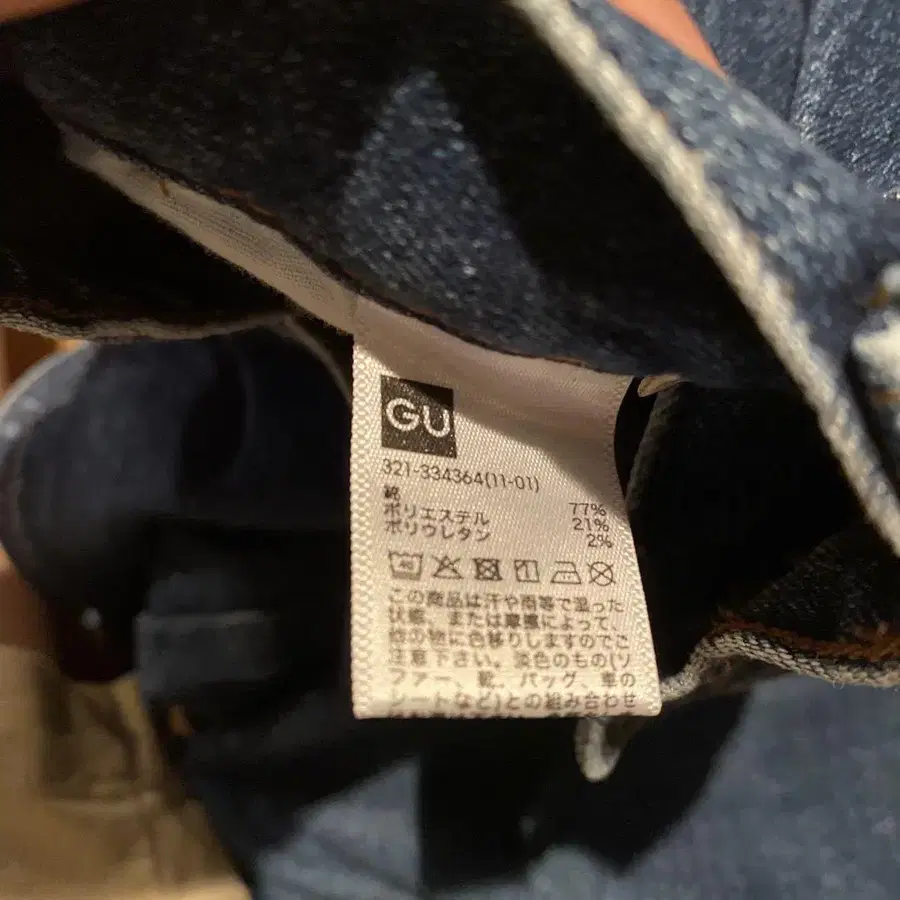 GU
321-334364(11-01)
綿 77%
ポリエステル 21%
ポリウレタン 2%
40
この商品は汗や雨等で湿った
状態、または摩擦によって、
他の物に色移りしますのでご
注意下さい。淡色のもの(ソ
ファー、靴、バッグ、車の
シートなど)との組み合わせ